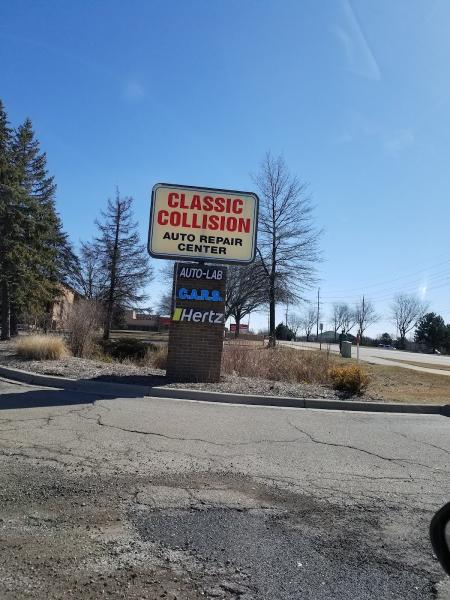 CLASSIC
COLLISION
AUTO REPAIR
CENTER
AUTO-LAB
C.A.R.S.
Hertz